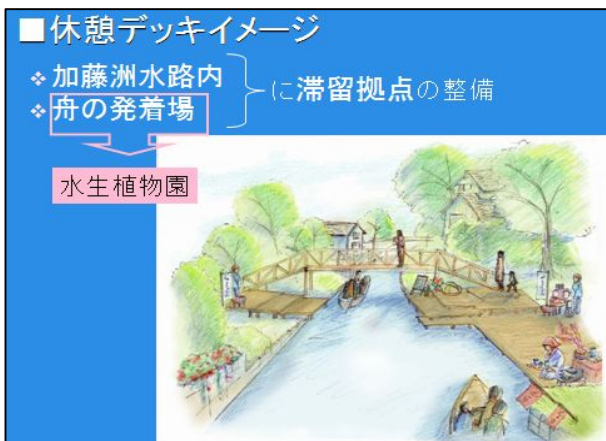 ■休憩デッキイメージ
❖加藤洲水路内
❖舟の発着場
に滞留拠点の整備
水生植物園